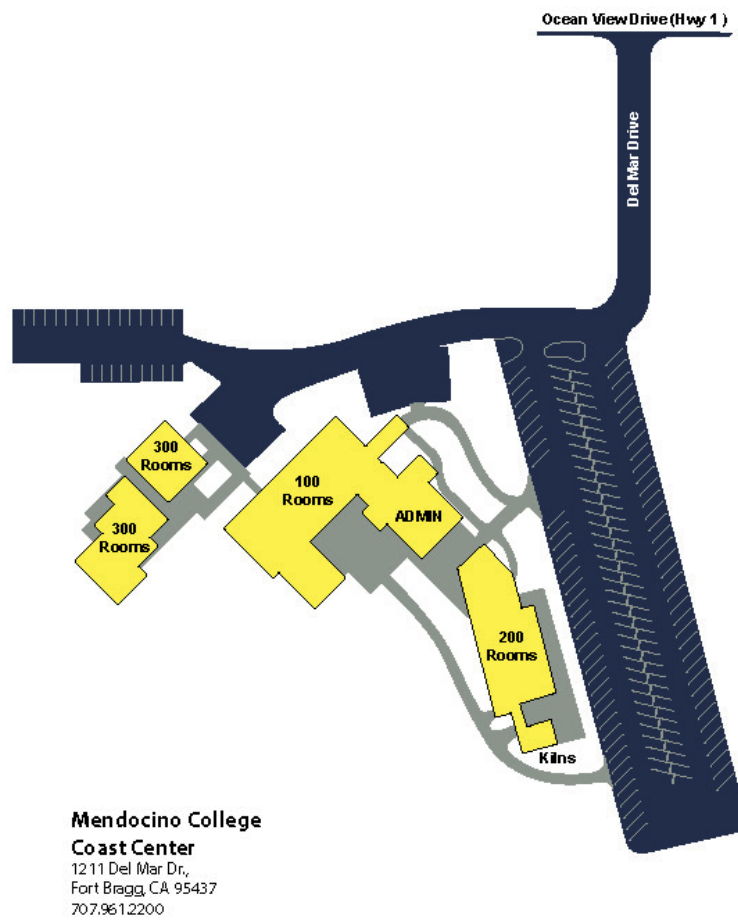 Ocean View Drive (Hwy 1 )
Del Mar Drive
300
Rooms
100
Rooms
300
Rooms
ADMIN
200
Rooms
Kilns
Mendocino College
Coast Center
1211 Del Mar Dr.,
Fort Bragg, CA 95437
707.961.2200